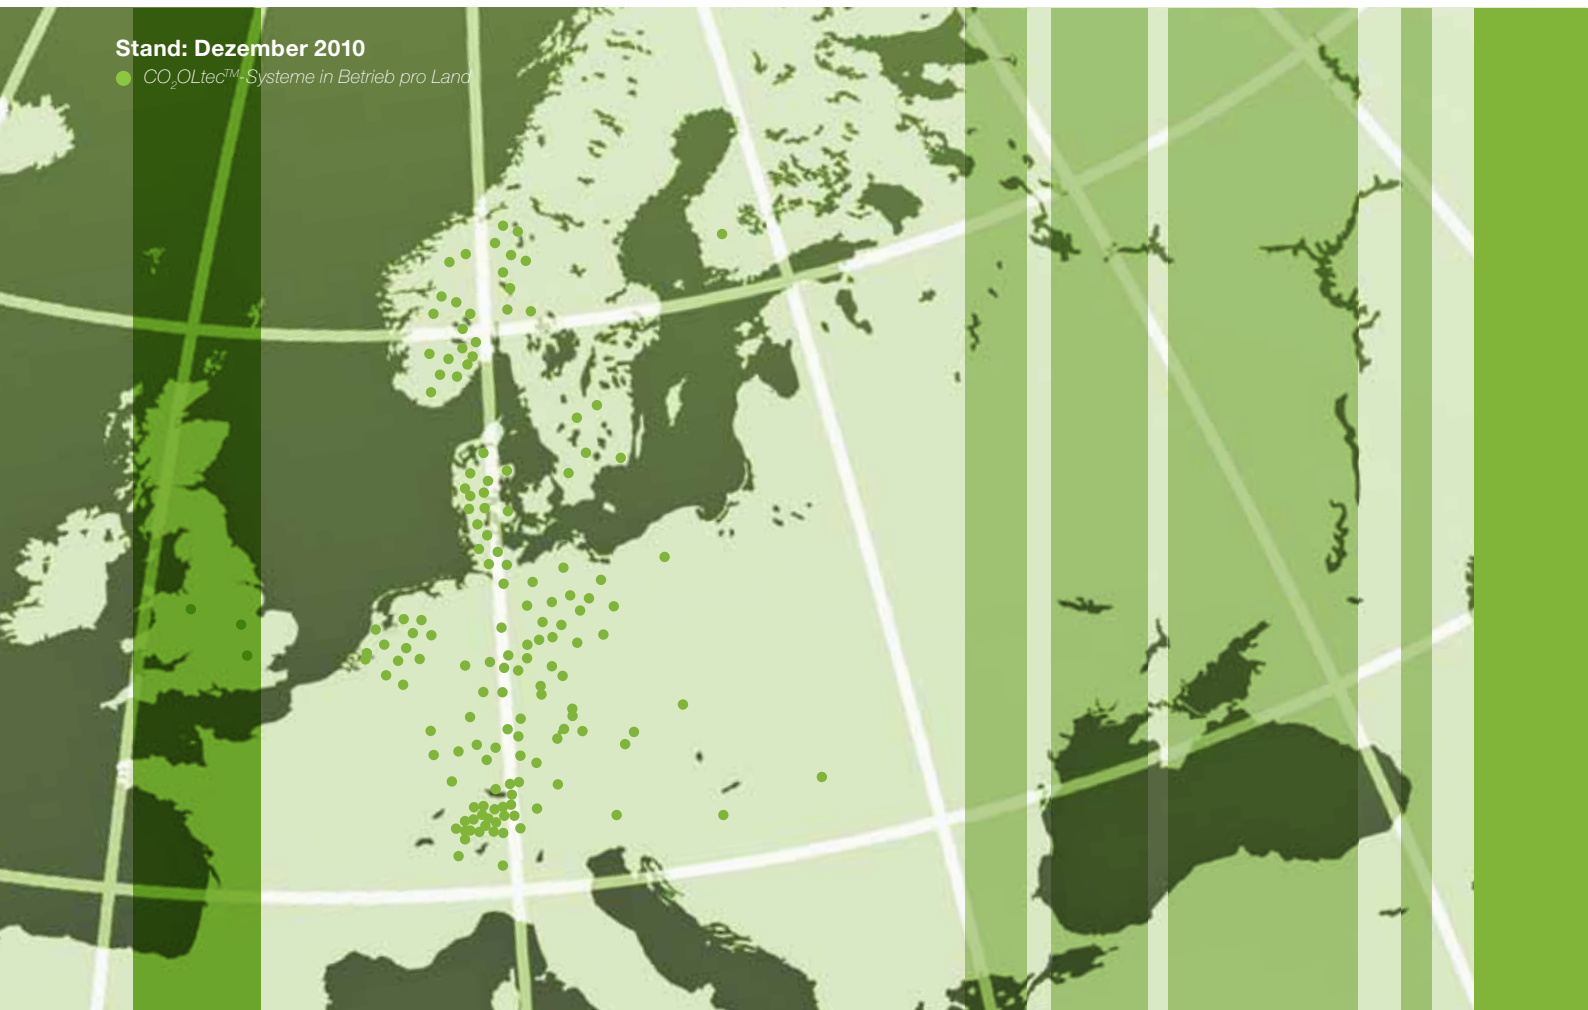 Stand: Dezember 2010
CO₂OLtec™-Systeme in Betrieb pro Land